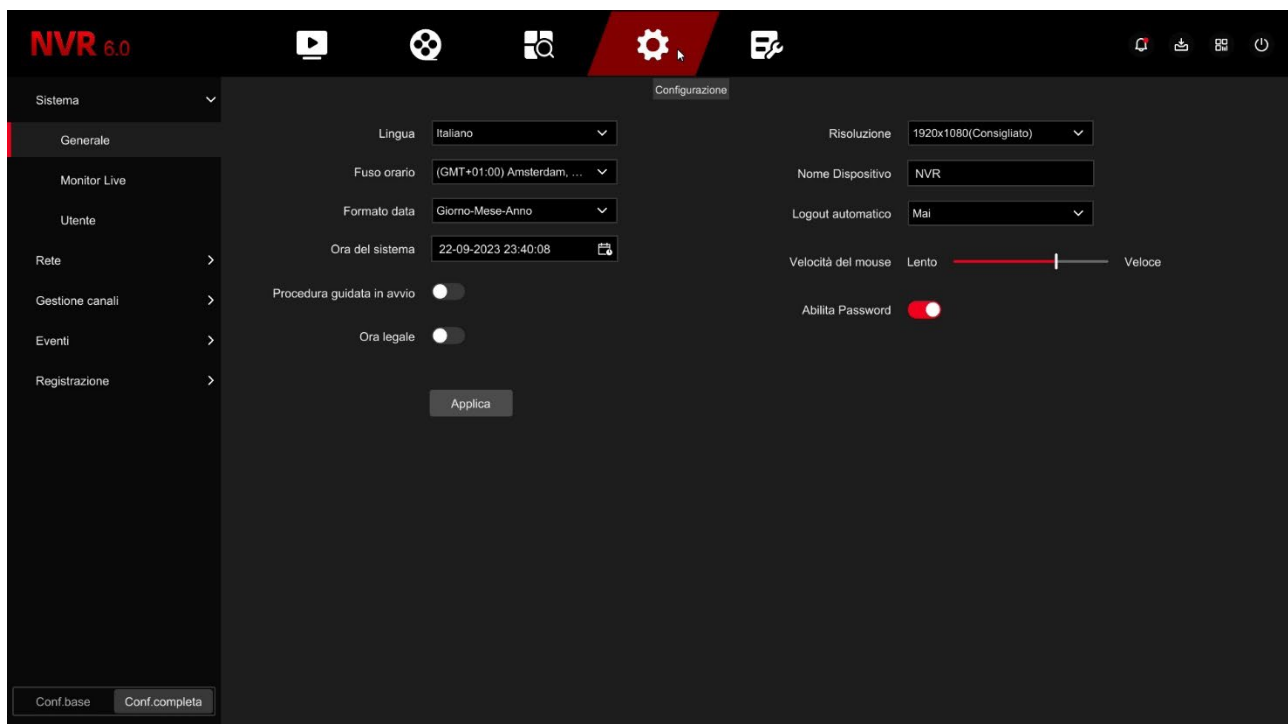 NVR 6.0
Configurazione
Sistema
Generale
Monitor Live
Utente
Rete
Gestione canali
Eventi
Registrazione
Lingua Italiano
Fuso orario (GMT+01:00) Amsterdam, ...
Formato data Giorno-Mese-Anno
Ora del sistema 22-09-2023 23:40:08
Procedura guidata in avvio
Ora legale
Applica
Risoluzione 1920x1080(Consigliato)
Nome Dispositivo NVR
Logout automatico Mai
Velocità del mouse Lento Veloce
Abilita Password
Conf.base Conf.completa